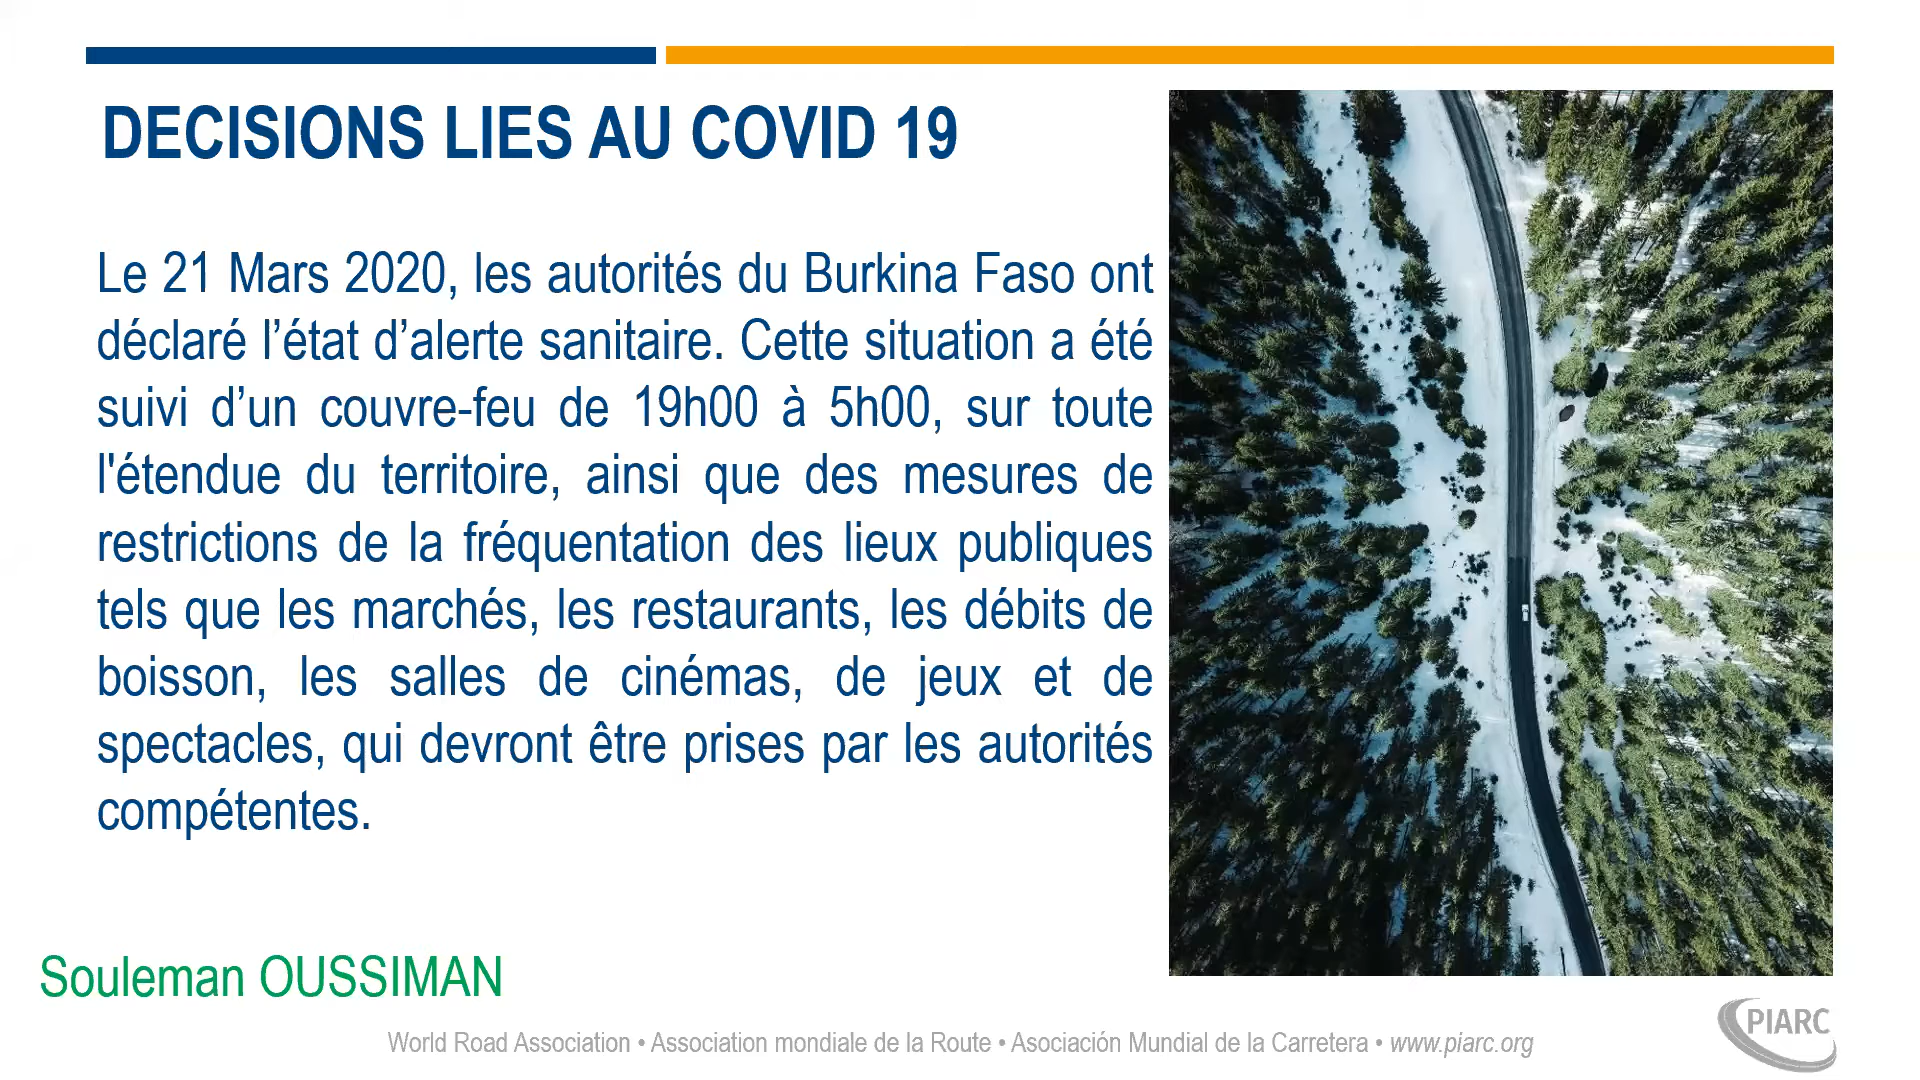 DECISIONS LIES AU COVID 19
Le 21 Mars 2020, les autorités du Burkina Faso ont
déclaré l’état d’alerte sanitaire. Cette situation a été
suivi d’un couvre-feu de 19h00 à 5h00, sur toute
l'étendue du territoire, ainsi que des mesures de
restrictions de la fréquentation des lieux publiques
tels que les marchés, les restaurants, les débits de
boisson, les salles de cinémas, de jeux et de
spectacles, qui devront être prises par les autorités
compétentes.
Souleman OUSSIMAN
World Road Association • Association mondiale de la Route • Asociación Mundial de la Carretera • www.piarc.org
PIARC